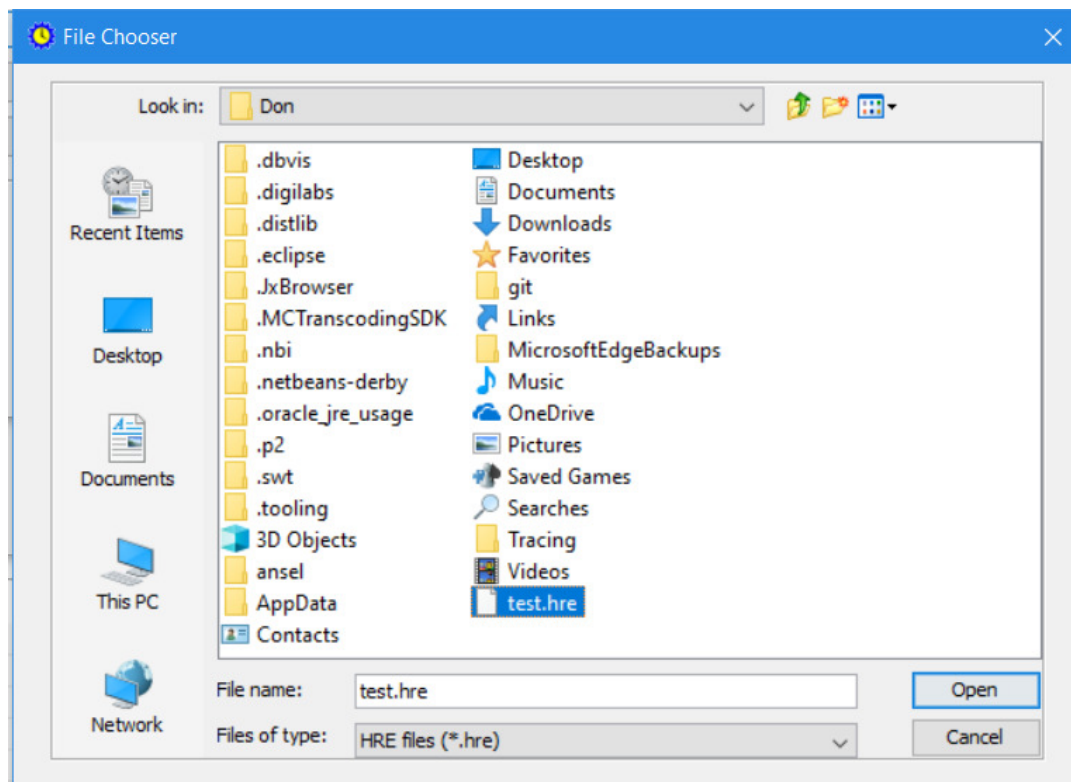 File Chooser
Look in:
Don
.dbvis
.digilabs
.distlib
.eclipse
.JxBrowser
.MCTranscodingSDK
.nbi
.netbeans-derby
.oracle_jre_usage
.p2
.swt
.tooling
3D Objects
ansel
AppData
Contacts
Desktop
Documents
Downloads
Favorites
git
Links
MicrosoftEdgeBackups
Music
OneDrive
Pictures
Saved Games
Searches
Tracing
Videos
test.hre
Recent Items
Desktop
Documents
This PC
Network
File name:
test.hre
Open
Files of type:
HRE files (*.hre)
Cancel